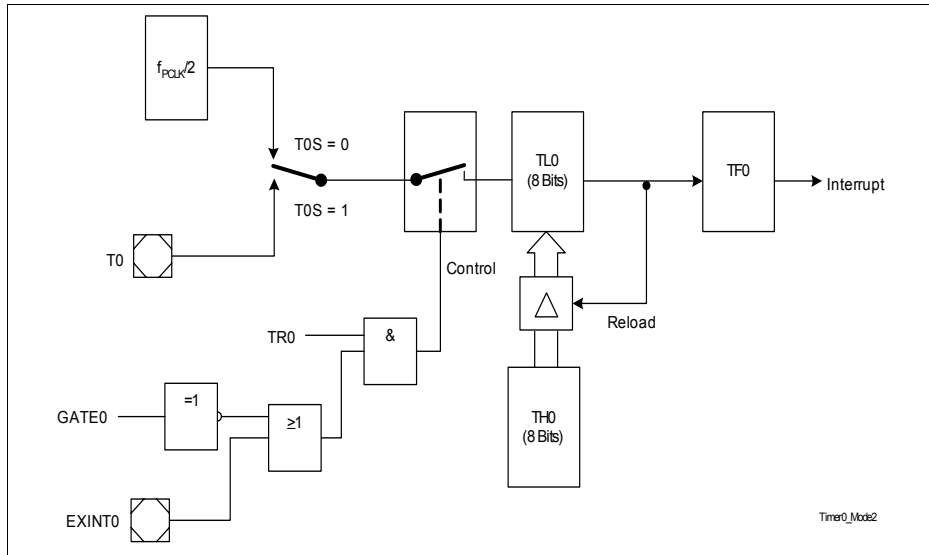 fPCLK/2
T0S = 0
T0S = 1
T0
TL0
(8 Bits)
TF0
Interrupt
Control
Reload
TR0
&
GATE0
=1
≥1
TH0
(8 Bits)
EXINT0
Timer0_Mode2